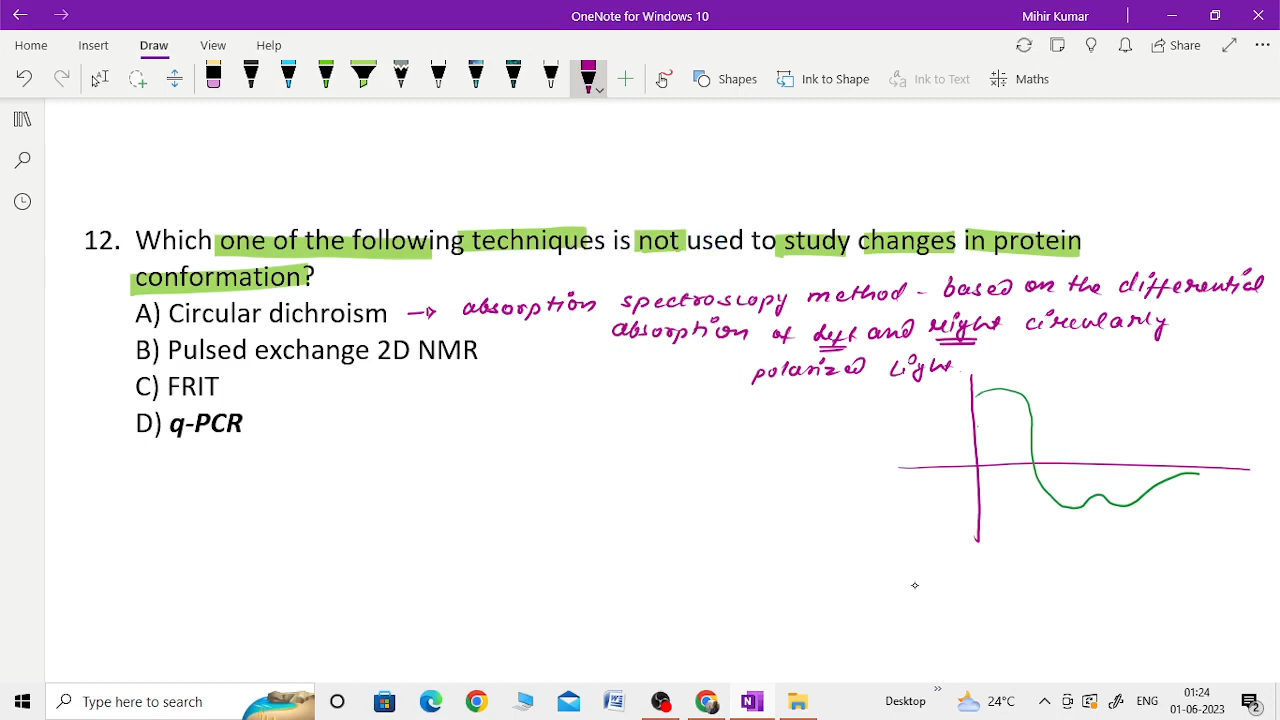 OneNote for Windows 10
Mihir Kumar
Home Insert Draw View Help
Share
Shapes Ink to Shape Ink to Text Maths
12. Which one of the following techniques is not used to study changes in protein
conformation?
A) Circular dichroism → absorption spectroscopy method - based on the differential
absorption of left and right circularly
B) Pulsed exchange 2D NMR
polarized Light.
C) FRIT
D) q-PCR
Type here to search
Desktop
24°C
ENG
01:24
01-06-2023
2